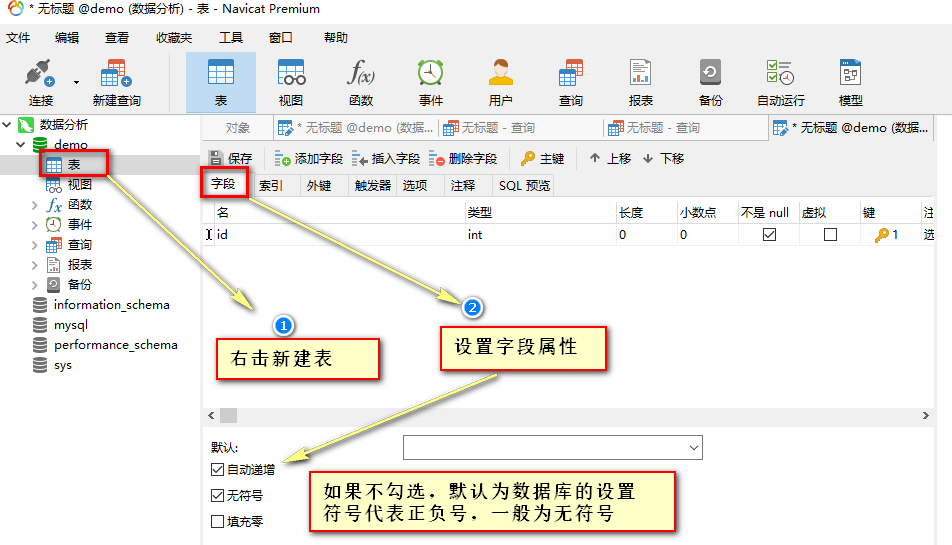 * 无标题 @demo (数据分析) - 表 - Navicat Premium
文件 编辑 查看 收藏夹 工具 窗口 帮助
连接 新建查询 表 视图 函数 事件 用户 查询 报表 备份 自动运行 模型
数据分析
demo
表
视图
函数
事件
查询
报表
备份
information_schema
mysql
performance_schema
sys
对象 * 无标题 @demo (数据... 无标题 - 查询 无标题 - 查询 * 无标题 @demo (数据...
保存 添加字段 插入字段 删除字段 主键 上移 下移
字段 索引 外键 触发器 选项 注释 SQL 预览
名 类型 长度 小数点 不是 null 虚拟 键 注
id int 0 0 1 选
1
右击新建表
2
设置字段属性
默认:
自动递增
无符号
填充零
如果不勾选，默认为数据库的设置
符号代表正负号，一般为无符号